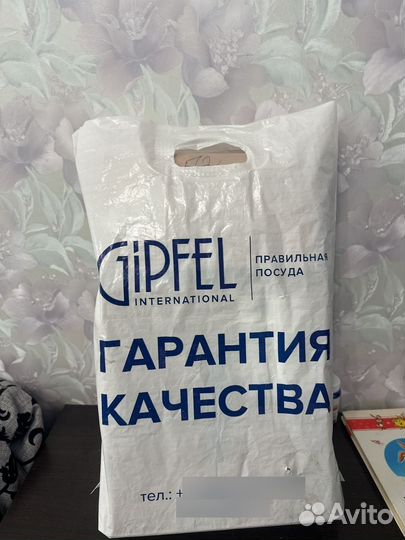 GIPFEL
INTERNATIONAL
ПРАВИЛЬНАЯ
ПОСУДА
ГАРАНТИЯ
КАЧЕСТВА
тел.: +
Avito